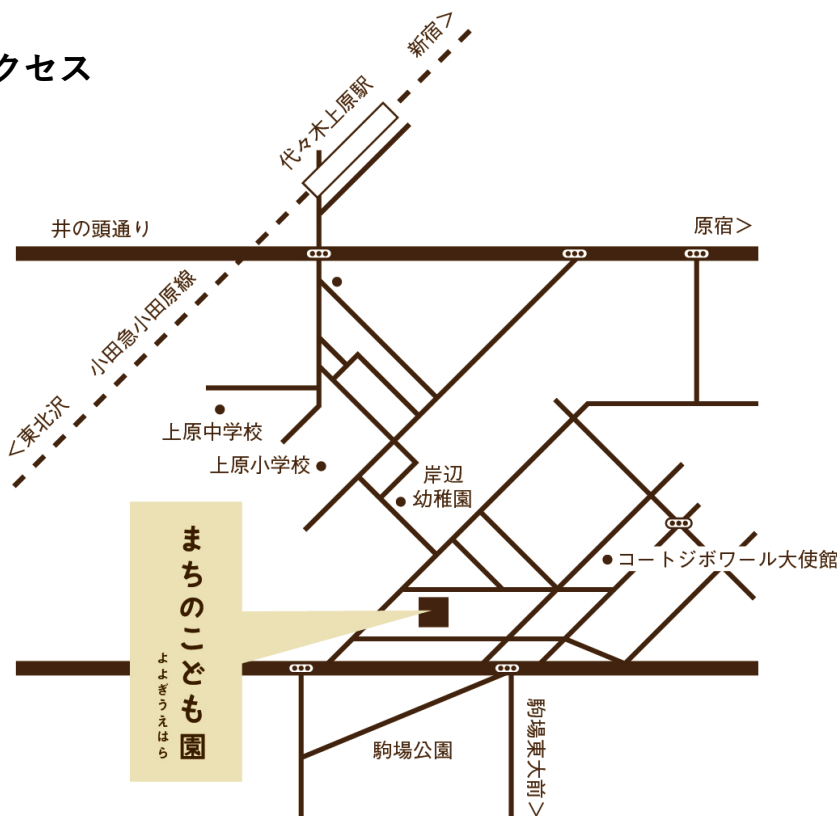 クセス
新宿＞
代々木上原駅
井の頭通り
原宿＞
小田急小田原線
＜東北沢
上原中学校
上原小学校
岸辺
幼稚園
コートジボワール大使館
まちのこども園
よよぎうえはら
駒場公園
駒場東大前＞